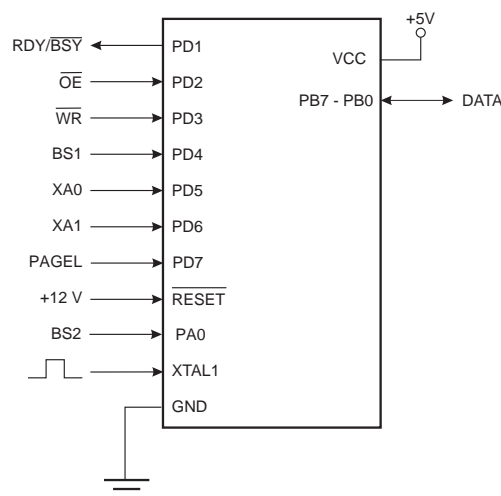 +5V
RDY/BSY PD1
VCC
OE PD2
PB7 - PB0 DATA
WR PD3
BS1 PD4
XA0 PD5
XA1 PD6
PAGEL PD7
+12 V RESET
BS2 PA0
XTAL1
GND